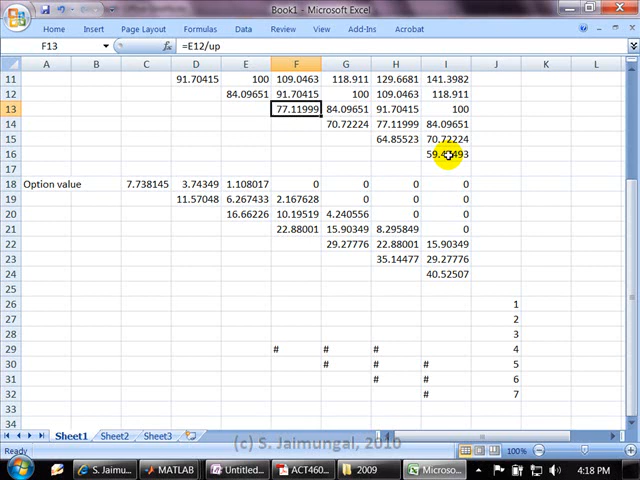 Book1 - Microsoft Excel
Home Insert Formulas Data Review View Add-Ins Acrobat
F13 fx =E12/up
A B C D E F G H I J K L
11 91.70415 100 109.0463 118.911 129.6681 141.3982
12 84.09651 91.70415 100 109.0463 118.911
13 77.11999 84.09651 91.70415 100
14 70.72224 77.11999 84.09651
15 64.85523 70.72224
16
17
18 Option value 7.738145 3.74349 1.108017 0 0 0 0
19 11.57048 6.267433 2.167628 0 0 0
20 16.66226 10.19519 4.240556 0 0
21 22.88001 15.90349 8.295849 0
22 29.27776 22.88001 15.90349
23 35.14477 29.27776
24 40.52507
25
26 1
27 2
28 3
29 # # # 4
30 # # # 5
31 # # 6
32 # 7
33
34
Sheet1 Sheet2 Sheet3
(c) S. Jaimungal, 2010
Ready 100%
S. Jaimu... MATLAB Untitled... ACT460... 2009 Microso... 4:18 PM